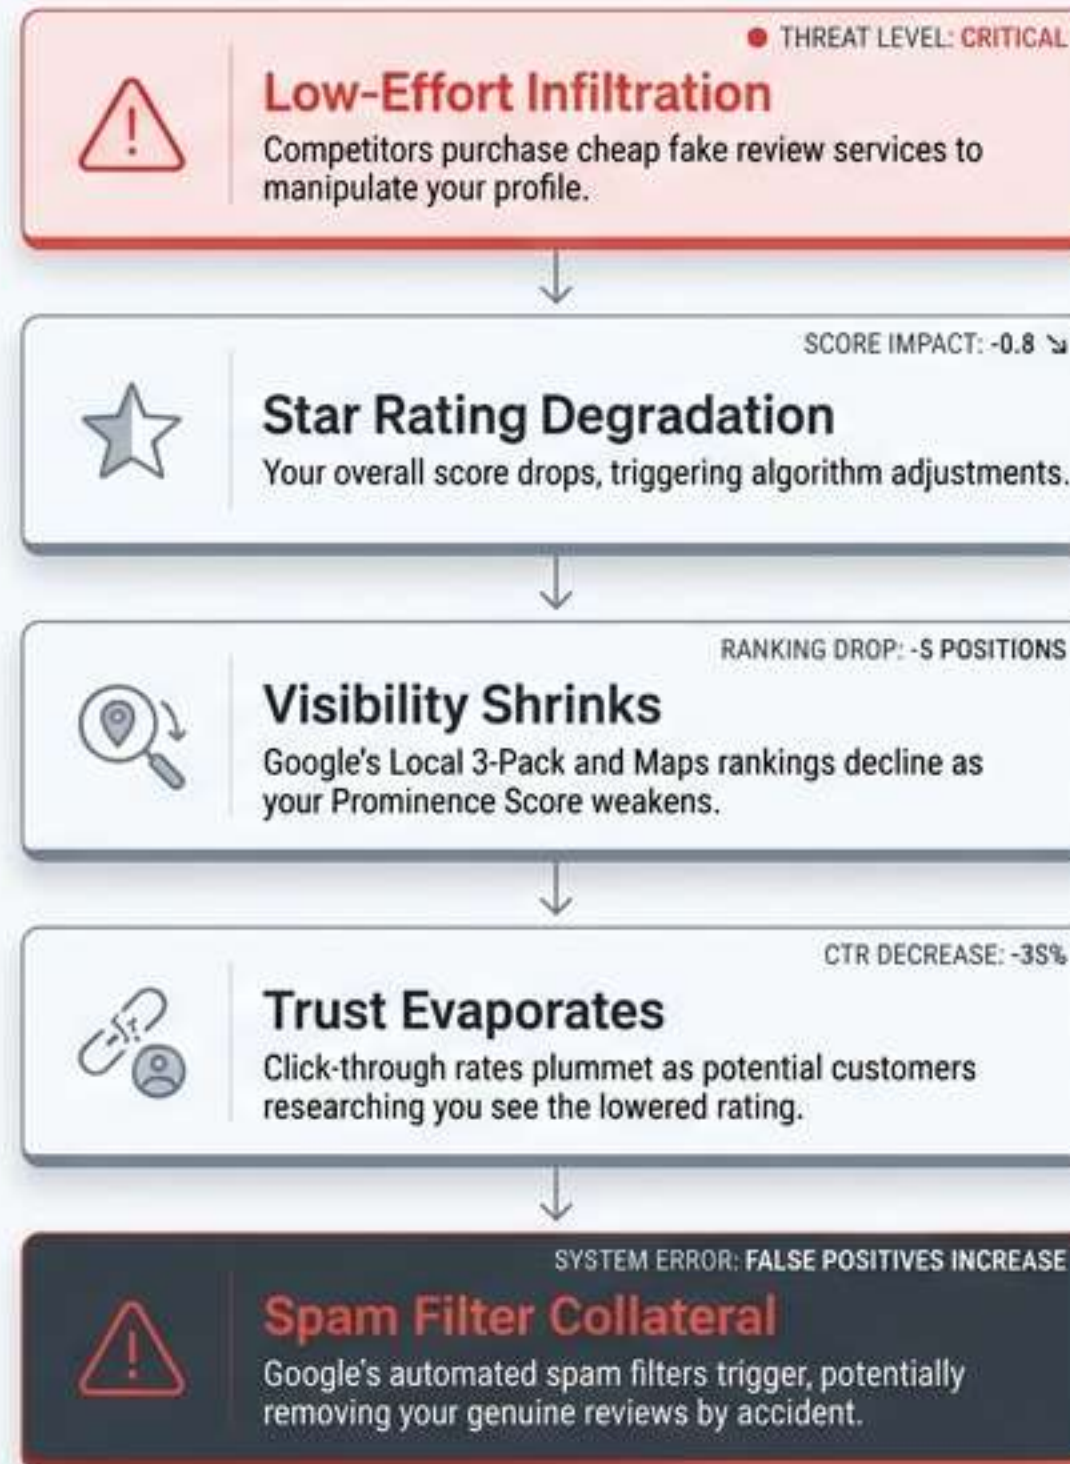 THREAT LEVEL: CRITICAL
Low-Effort Infiltration
Competitors purchase cheap fake review services to
manipulate your profile.
SCORE IMPACT: -0.8
Star Rating Degradation
Your overall score drops, triggering algorithm adjustments.
RANKING DROP: -S POSITIONS
Visibility Shrinks
Google's Local 3-Pack and Maps rankings decline as
your Prominence Score weakens.
CTR DECREASE: -3S%
Trust Evaporates
Click-through rates plummet as potential customers
researching you see the lowered rating.
SYSTEM ERROR: FALSE POSITIVES INCREASE
Spam Filter Collateral
Google's automated spam filters trigger, potentially
removing your genuine reviews by accident.